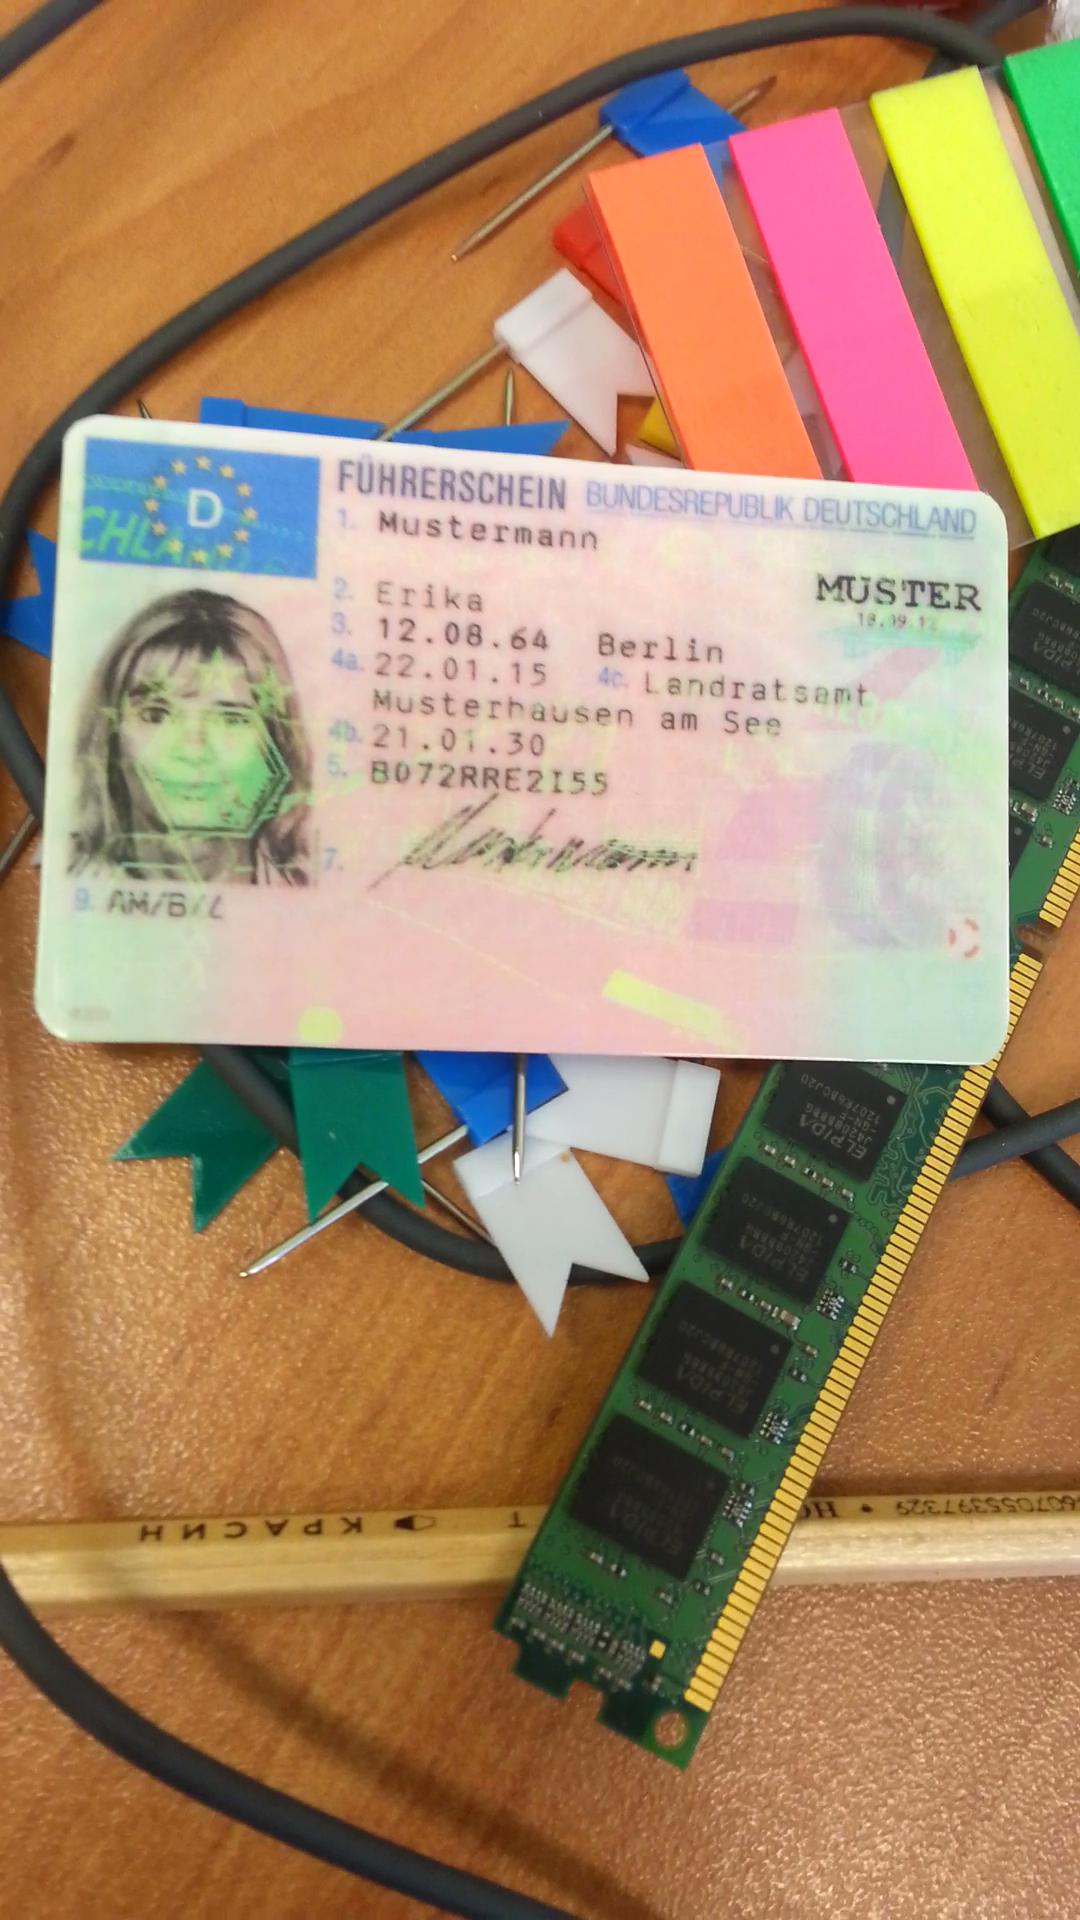 D
FÜHRERSCHEIN BUNDESREPUBLIK DEUTSCHLAND
1. Mustermann
MUSTER
18.09.12
2. Erika
3. 12.08.64 Berlin
4a. 22.01.15 4c. Landratsamt
Musterhausen am See
4b. 21.01.30
5. B072RRE2I55
7. Mustermann
9. AM/B/L
ELPIDA
ELPIDA
ELPIDA
ELPIDA
ELPIDA
КРАСИН